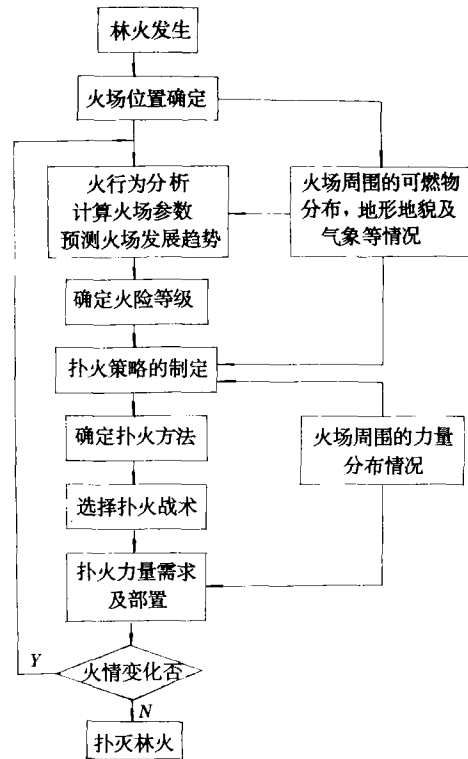 林火发生
火场位置确定
火行为分析
计算火场参数
预测火场发展趋势
火场周围的可燃物
分布，地形地貌及
气象等情况
确定火险等级
扑火策略的制定
确定扑火方法
火场周围的力量
分布情况
选择扑火战术
扑火力量需求
及部置
Y
火情变化否
N
扑灭林火